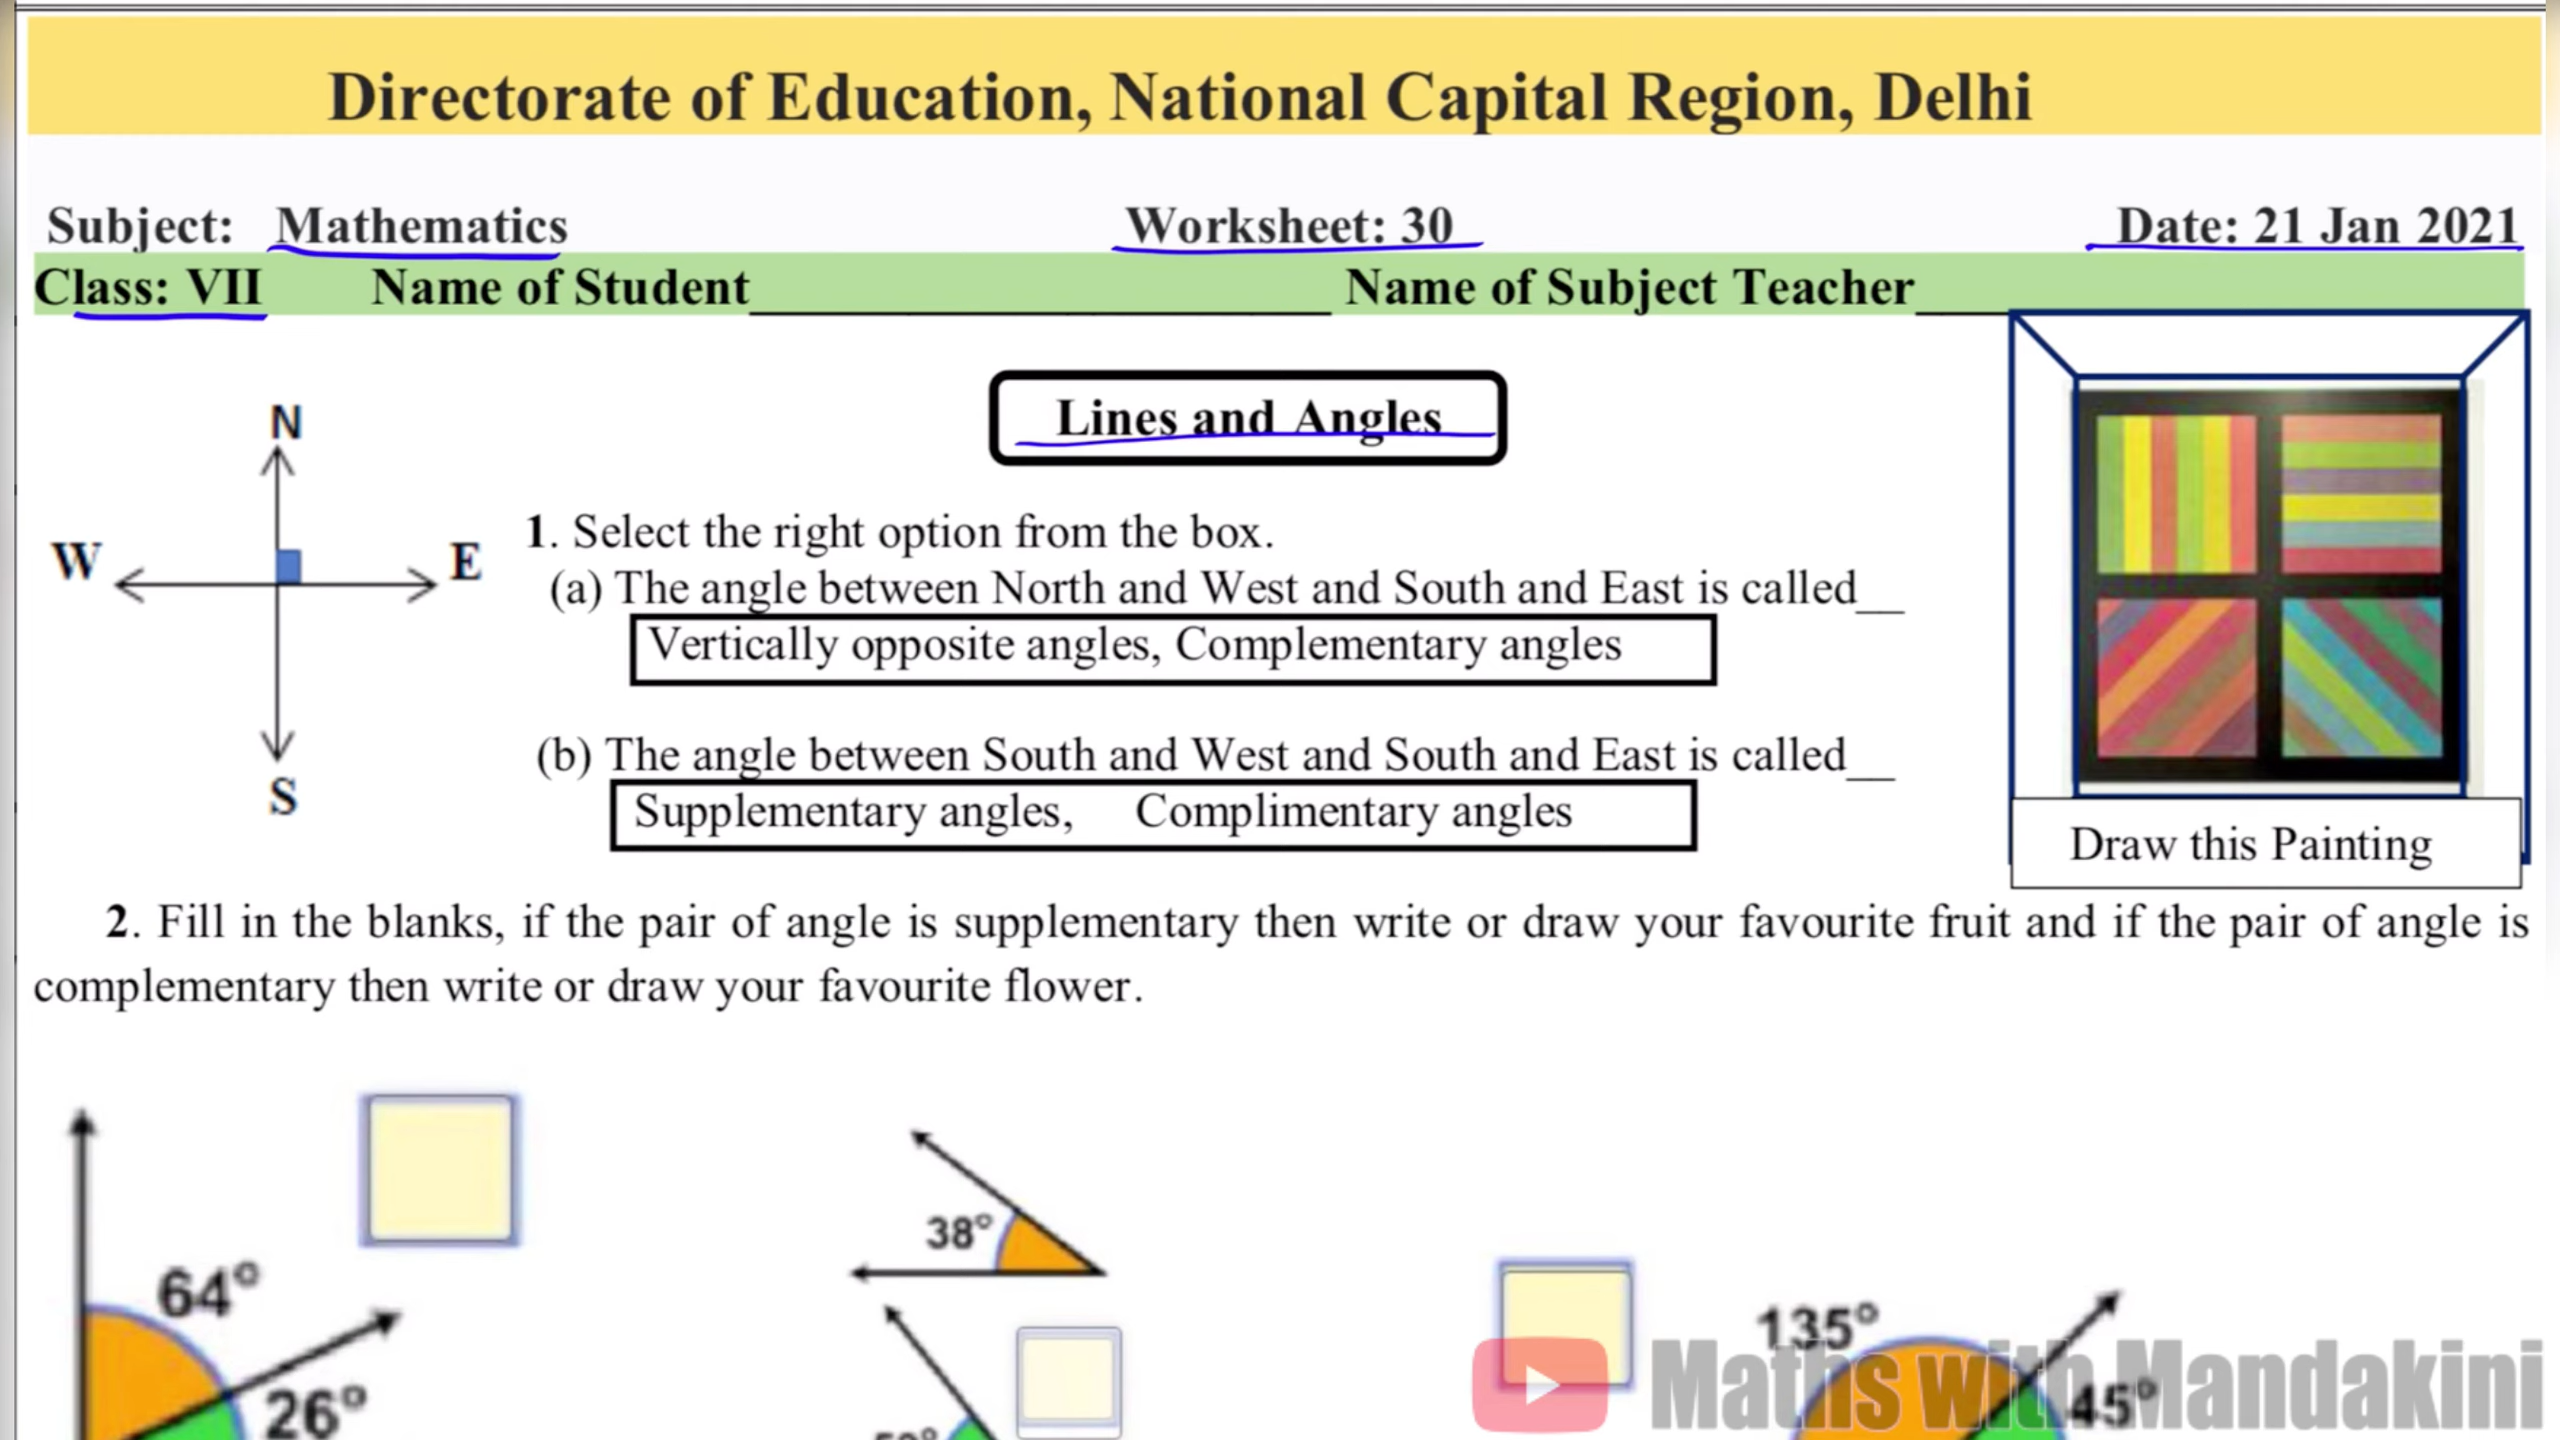 Directorate of Education, National Capital Region, Delhi
Subject: Mathematics Worksheet: 30 Date: 21 Jan 2021
Class: VII Name of Student Name of Subject Teacher
Lines and Angles
N
W
E
S
1. Select the right option from the box.
(a) The angle between North and West and South and East is called__
Vertically opposite angles, Complementary angles
(b) The angle between South and West and South and East is called__
Supplementary angles, Complimentary angles
Draw this Painting
2. Fill in the blanks, if the pair of angle is supplementary then write or draw your favourite fruit and if the pair of angle is
complementary then write or draw your favourite flower.
64°
26°
38°
135°
45°
Maths with Mandakini